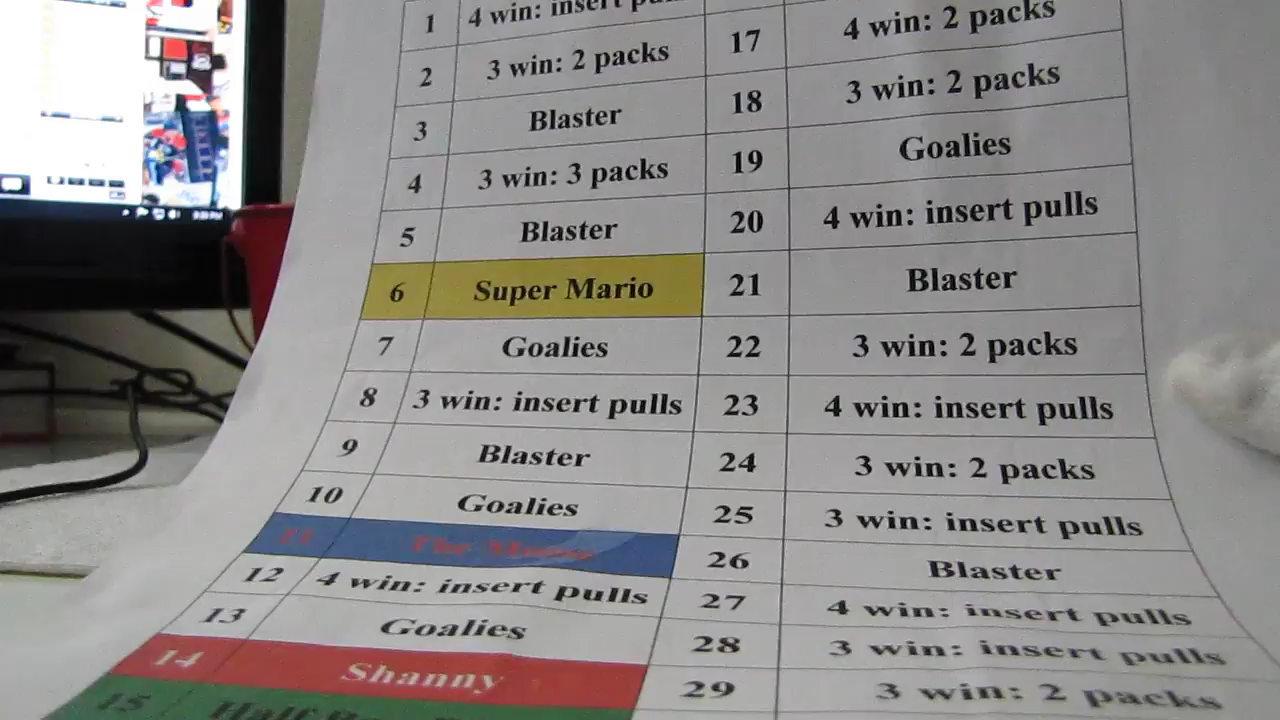 1 4 win: insert
2 3 win: 2 packs
3 Blaster
4 3 win: 3 packs
5 Blaster
6 Super Mario
7 Goalies
8 3 win: insert pulls
9 Blaster
10 Goalies
11 The
12 4 win: insert pulls
13 Goalies
14 Shanny
15 Half
17 4 win: 2 packs
18 3 win: 2 packs
19 Goalies
20 4 win: insert pulls
21 Blaster
22 3 win: 2 packs
23 4 win: insert pulls
24 3 win: 2 packs
25 3 win: insert pulls
26 Blaster
27 4 win: insert pulls
28 3 win: insert pulls
29 3 win: 2 packs